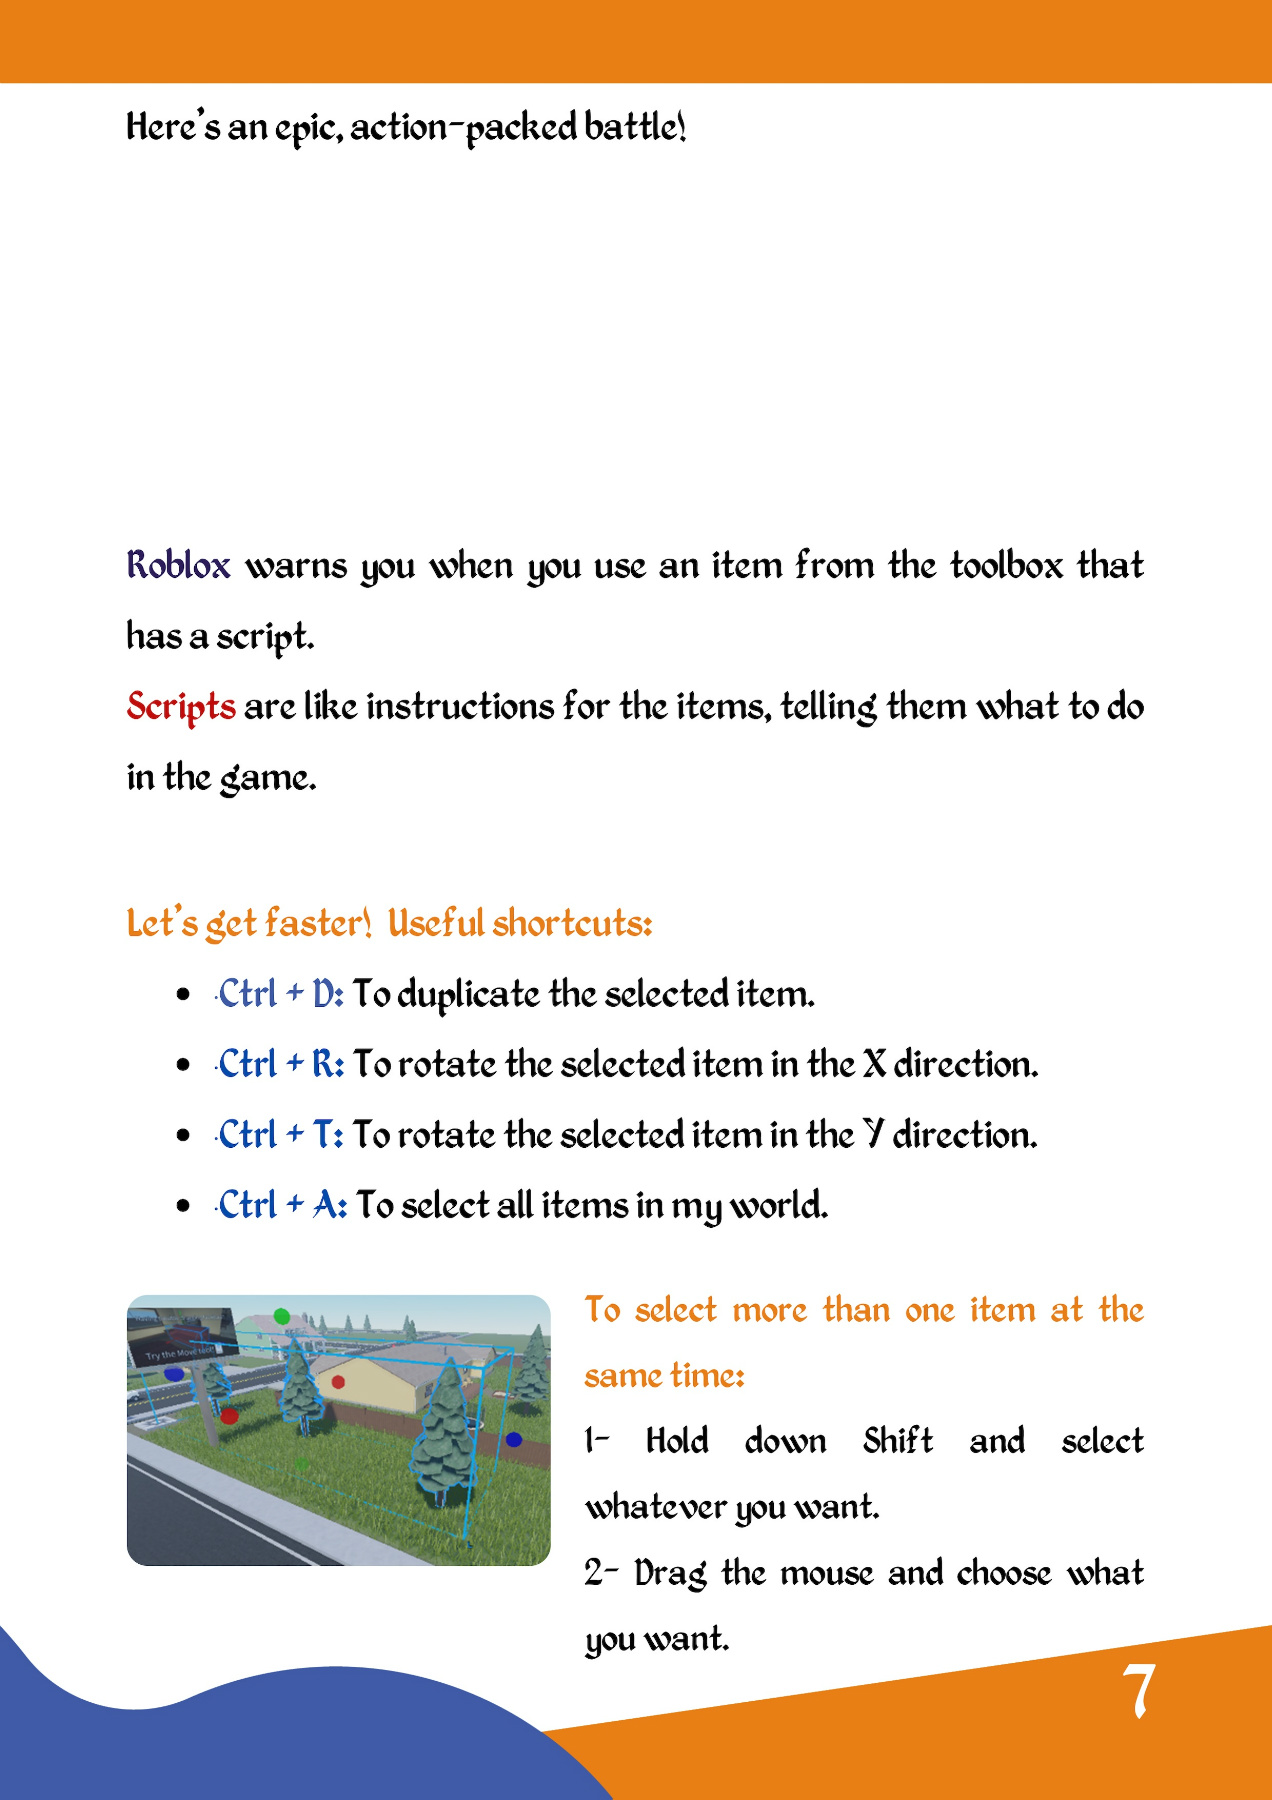 Here's an epic, action-packed battle!
Roblox warns you when you use an item from the toolbox that
has a script.
Scripts are like instructions for the items, telling them what to do
in the game.
Let's get faster! Useful shortcuts:
• ·Ctrl + D: To duplicate the selected item.
• ·Ctrl + R: To rotate the selected item in the X direction.
• ·Ctrl + T: To rotate the selected item in the Y direction.
• ·Ctrl + A: To select all items in my world.
Try the Move tool!
To select more than one item at the
same time:
1- Hold down Shift and select
whatever you want.
2- Drag the mouse and choose what
you want.
7